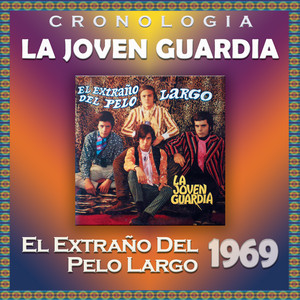 CRONOLOGIA
LA JOVEN GUARDIA
EL EXTRAÑO
DEL PELO LARGO
LA
JOVEN
GUARDIA
El Extraño Del
Pelo Largo 1969